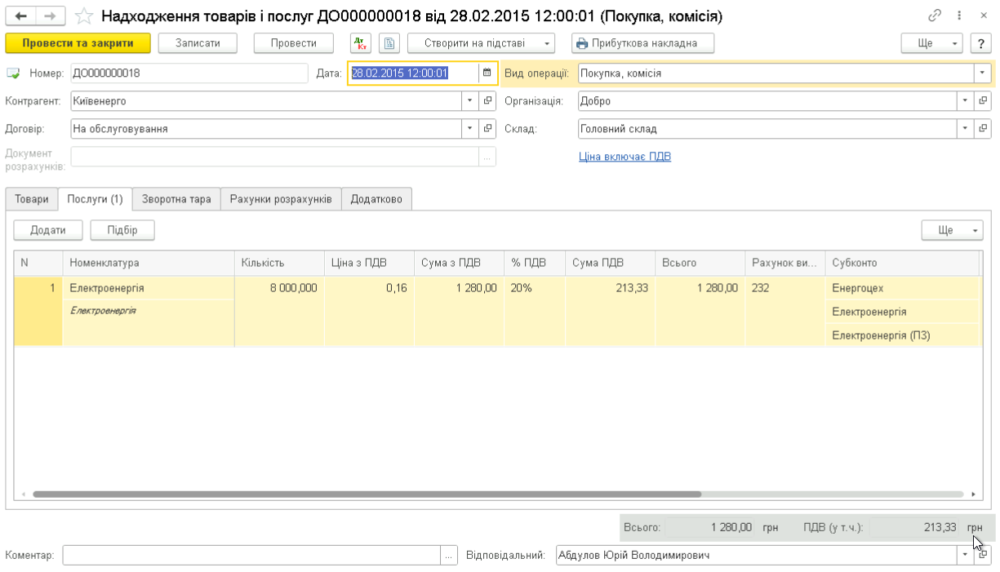 Надходження товарів і послуг ДО000000018 від 28.02.2015 12:00:01 (Покупка, комісія)
Провести та закрити Записати Провести Дт Кт Створити на підставі Прибуткова накладна Ще ?
Номер: ДО000000018 Дата: 28.02.2015 12:00:01 Вид операції: Покупка, комісія
Контрагент: Київенерго Організація: Добро
Договір: На обслуговування Склад: Головний склад
Документ розрахунків: ... Ціна включає ПДВ
Товари Послуги (1) Зворотна тара Рахунки розрахунків Додатково
Додати Підбір Ще
N Номенклатура Кількість Ціна з ПДВ Сума з ПДВ % ПДВ Сума ПДВ Всього Рахунок ви... Субконто
1 Електроенергія 8 000,000 0,16 1 280,00 20% 213,33 1 280,00 232 Енергоцех
Електроенергія Електроенергія
Електроенергія (ПЗ)
Всього: 1 280,00 грн ПДВ (у т.ч.): 213,33 грн
Коментар: ... Відповідальний: Абдулов Юрій Володимирович